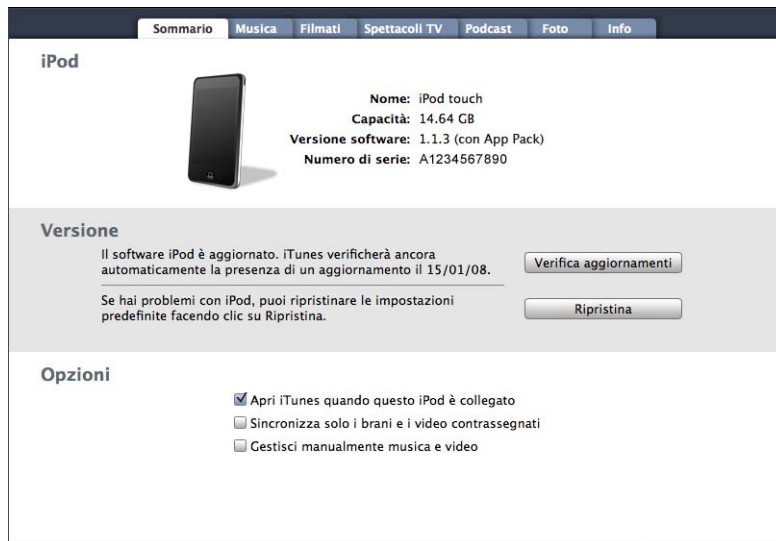 Sommario Musica Filmati Spettacoli TV Podcast Foto Info
iPod
Nome: iPod touch
Capacità: 14.64 GB
Versione software: 1.1.3 (con App Pack)
Numero di serie: A1234567890
Versione
Il software iPod è aggiornato. iTunes verificherà ancora
automaticamente la presenza di un aggiornamento il 15/01/08.
Verifica aggiornamenti
Se hai problemi con iPod, puoi ripristinare le impostazioni
predefinite facendo clic su Ripristina.
Ripristina
Opzioni
Apri iTunes quando questo iPod è collegato
Sincronizza solo i brani e i video contrassegnati
Gestisci manualmente musica e video